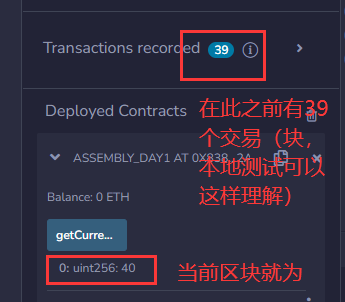 Transactions recorded 39 i
Deployed Contracts
在此之前有39
个交易（块，
本地测试可以
这样理解）
ASSEMBLY_DAY1 AT 0X838...2A
Balance: 0 ETH
getCurre...
0: uint256: 40
当前区块就为